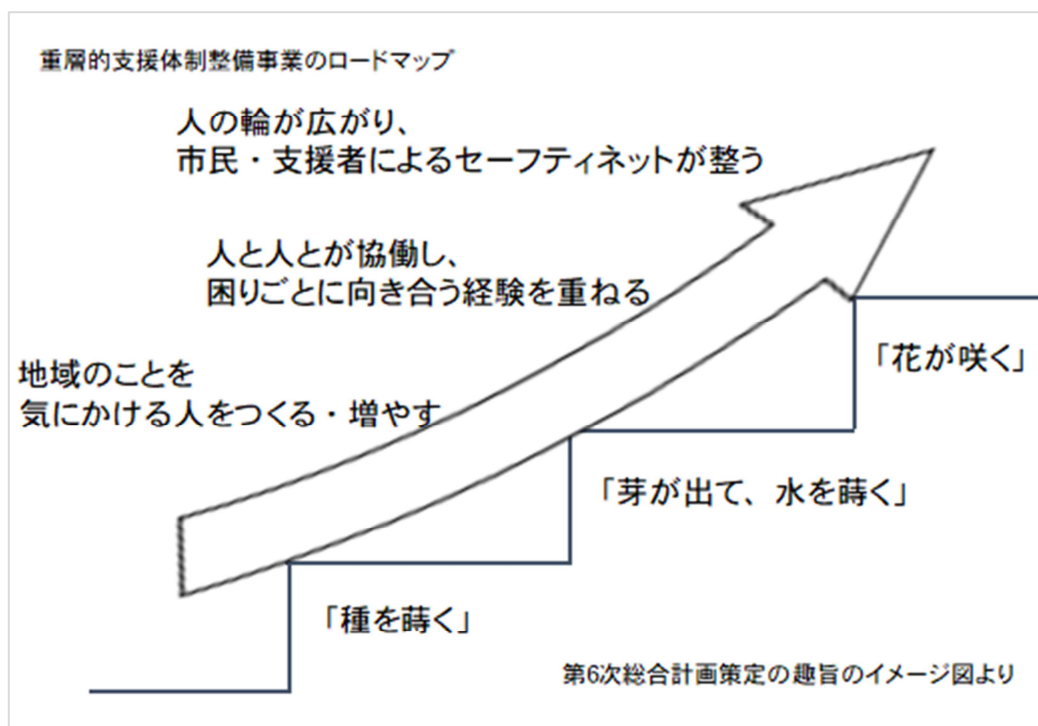 重層的支援体制整備事業のロードマップ
人の輪が広がり、
市民・支援者によるセーフティネットが整う
人と人とが協働し、
困りごとに向き合う経験を重ねる
地域のことを
気にかける人をつくる・増やす
「花が咲く」
「芽が出て、水を蒔く」
「種を蒔く」
第6次総合計画策定の趣旨のイメージ図より